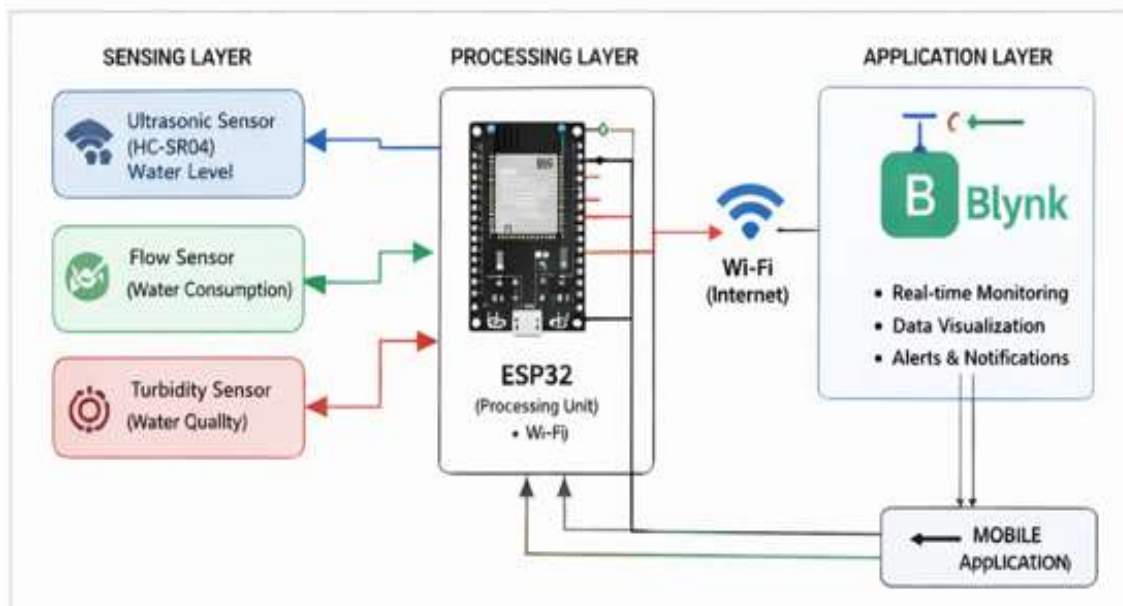 SENSING LAYER
Ultrasonic Sensor
(HC-SR04)
Water Level
Flow Sensor
(Water Consumption)
Turbidity Sensor
(Water Quallty)
PROCESSING LAYER
ESP32
(Processing Unit)
• Wi-Fi)
Wi-Fi
(Internet)
APPLICATION LAYER
B Blynk
• Real-time Monitoring
• Data Visualization
• Alerts & Notifications
MOBILE
AppLICATION)